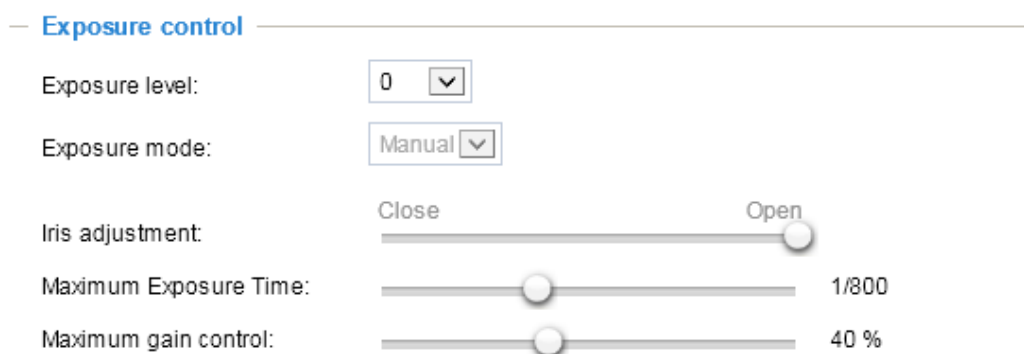 Exposure control
Exposure level: 0
Exposure mode: Manual
Close Open
Iris adjustment:
Maximum Exposure Time: 1/800
Maximum gain control: 40 %